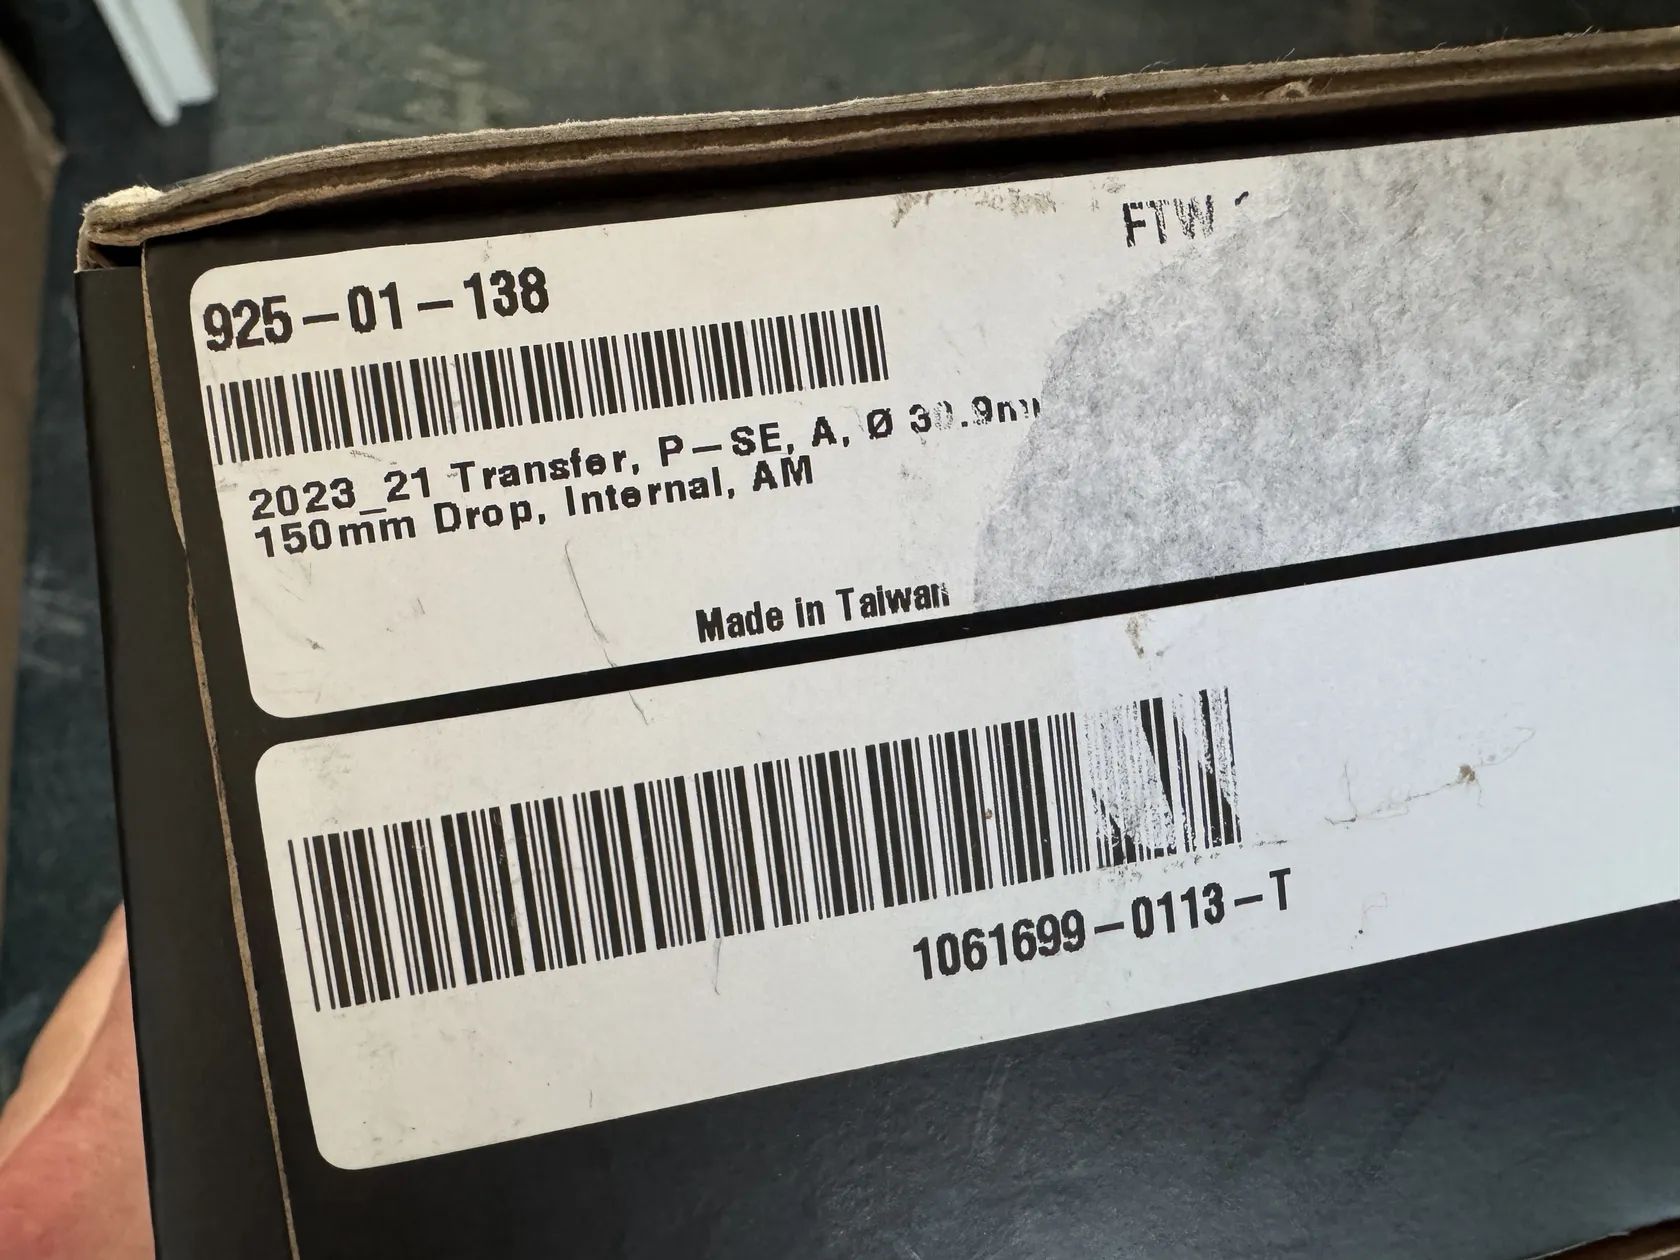 FTW
925-01-138
2023_21 Transfer, P-SE, A, Ø
150mm Drop, Internal, AM
Made in Taiwan
1061699-0113-T